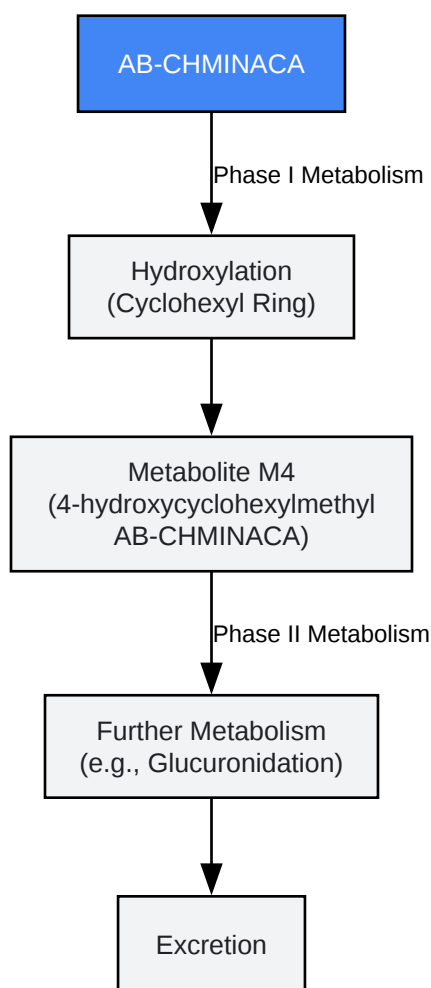 AB-CHMINACA
Phase I Metabolism
Hydroxylation
(Cyclohexyl Ring)
Metabolite M4
(4-hydroxycyclohexylmethyl
AB-CHMINACA)
Phase II Metabolism
Further Metabolism
(e.g., Glucuronidation)
Excretion